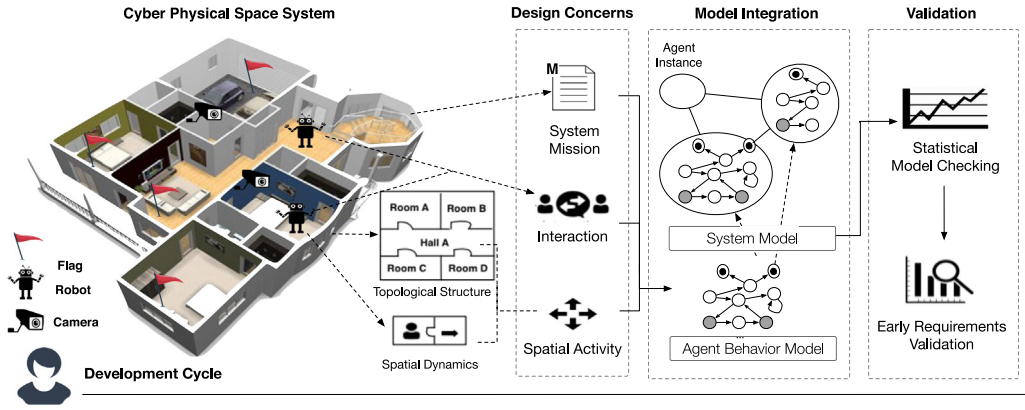 Cyber Physical Space System
Design Concerns
Model Integration
Validation
Agent
Instance
M
System
Mission
Statistical
Model Checking
Room A
Room B
Hall A
Room C
Room D
Topological Structure
Interaction
System Model
Flag
Robot
Camera
Spatial Dynamics
Spatial Activity
Agent Behavior Model
Early Requirements
Validation
Development Cycle